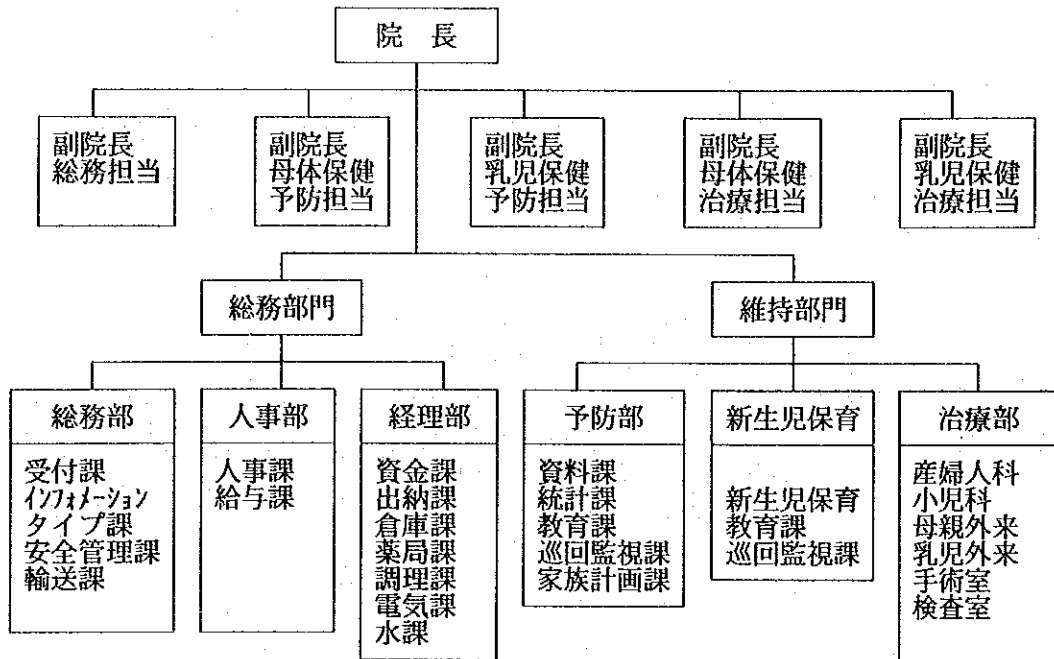 院 長
副院長
総務担当
副院長
母体保健
予防担当
副院長
乳児保健
予防担当
副院長
母体保健
治療担当
副院長
乳児保健
治療担当
総務部門
維持部門
総務部
受付課
インフォメーション
タイプ課
安全管理課
輸送課
人事部
人事課
給与課
経理部
資金課
出納課
倉庫課
薬局課
調理課
電気課
水課
予防部
資料課
統計課
教育課
巡回監視課
家族計画課
新生児保育
新生児保育
教育課
巡回監視課
治療部
産婦人科
小児科
母親外来
乳児外来
手術室
検査室